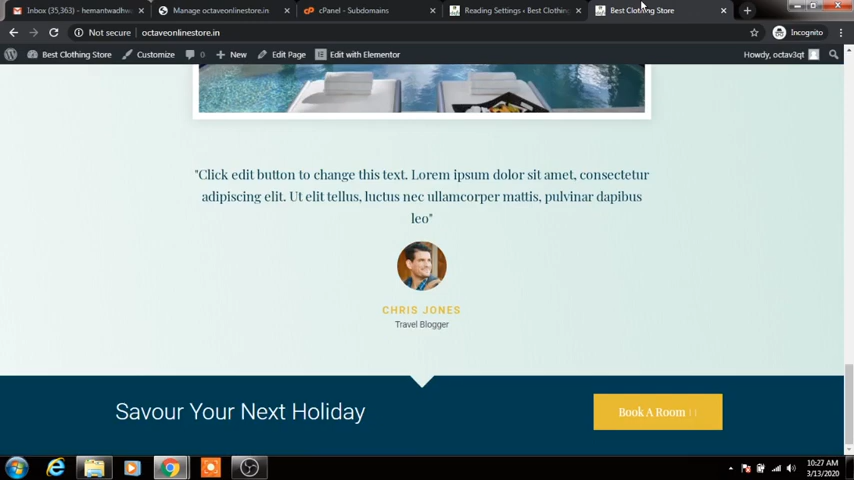 Inbox (35,363) - hemantwadhw
Manage octaveonlinestore.in
cPanel - Subdomains
Reading Settings ‹ Best Clothing
Best Clothing Store
Not secure
octaveonlinestore.in
Incognito
Best Clothing Store
Customize
0
New
Edit Page
Edit with Elementor
Howdy, octav3qt
"Click edit button to change this text. Lorem ipsum dolor sit amet, consectetur
adipiscing elit. Ut elit tellus, luctus nec ullamcorper mattis, pulvinar dapibus
leo"
CHRIS JONES
Travel Blogger
Savour Your Next Holiday
Book A Room
10:27 AM
3/13/2020